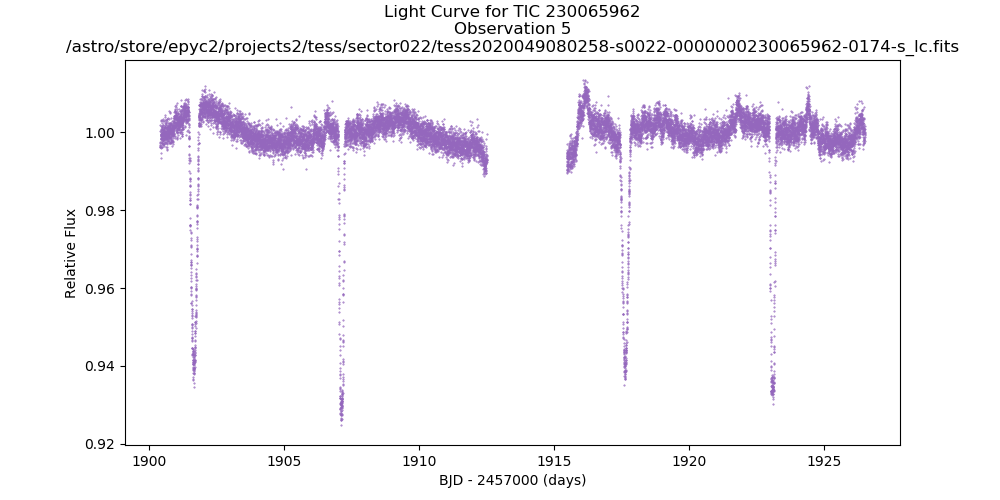 Light Curve for TIC 230065962
Observation 5
/astro/store/epyc2/projects2/tess/sector022/tess2020049080258-s0022-0000000230065962-0174-s_lc.fits
1.00
0.98
0.96
0.94
0.92
Relative Flux
1900
1905
1910
1915
1920
1925
BJD - 2457000 (days)